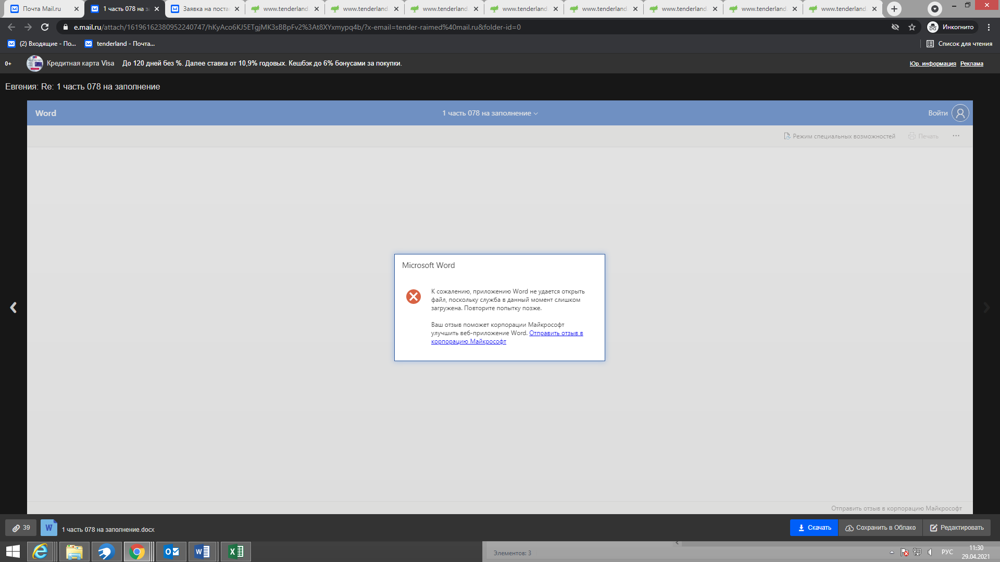 Почта Mail.ru
1 часть 078 на з
Заявка на поста
www.tenderland.
www.tenderland.
www.tenderland.
www.tenderland.
www.tenderland.
www.tenderland.
www.tenderland.
www.tenderland.
e.mail.ru/attach/16196162380952240747/hKyAco6KJ5ETgjMK3sBBpFv2%3At8XYxmypq4b/?x-email=tender-raimed%40mail.ru&folder-id=0
Инкогнито
(2) Входящие - По...
tenderland - Почта...
Список для чтения
0+
Кредитная карта Visa
До 120 дней без %. Далее ставка от 10,9% годовых. Кешбэк до 6% бонусами за покупки.
Юр. информация
Реклама
Евгения: Re: 1 часть 078 на заполнение
Word
1 часть 078 на заполнение
Войти
Режим специальных возможностей
Печать
...
Microsoft Word
К сожалению, приложению Word не удается открыть
файл, поскольку служба в данный момент слишком
загружена. Повторите попытку позже.
Ваш отзыв поможет корпорации Майкрософт
улучшить веб-приложение Word. Отправить отзыв в
корпорацию Майкрософт
Отправить отзыв в корпорацию Майкрософт
39
W
1 часть 078 на заполнение.docx
Скачать
Сохранить в Облако
Редактировать
Элементов: 3
РУС
11:30
29.04.2021